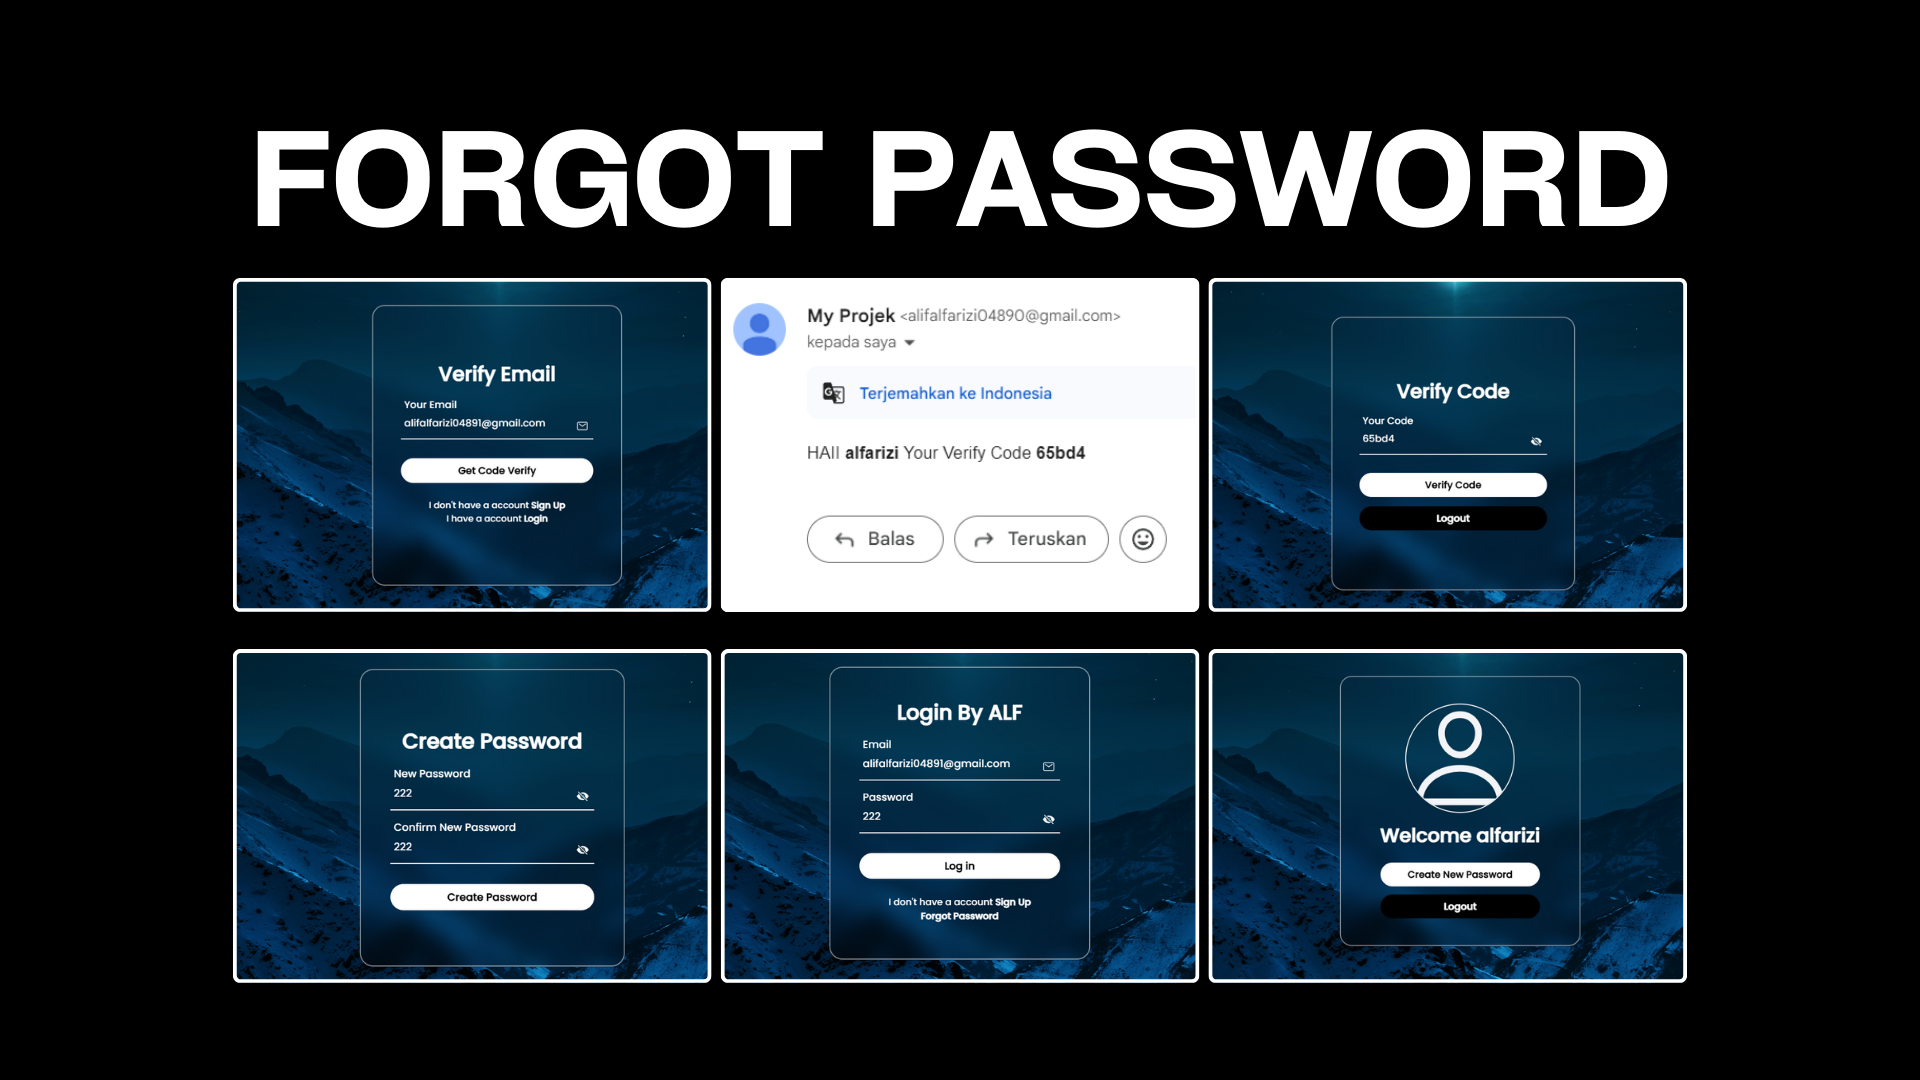 FORGOT PASSWORD
Verify Email
Your Email
alifalfarizi04891@gmail.com
Get Code Verify
I don't have a account Sign Up
I have a account Login
My Projek <alifalfarizi04890@gmail.com>
kepada saya
Terjemahkan ke Indonesia
HAII alfarizi Your Verify Code 65bd4
Balas
Teruskan
Verify Code
Your Code
65bd4
Verify Code
Logout
Create Password
New Password
222
Confirm New Password
222
Create Password
Login By ALF
Email
alifalfarizi04891@gmail.com
Password
222
Log in
I don't have a account Sign Up
Forgot Password
Welcome alfarizi
Create New Password
Logout